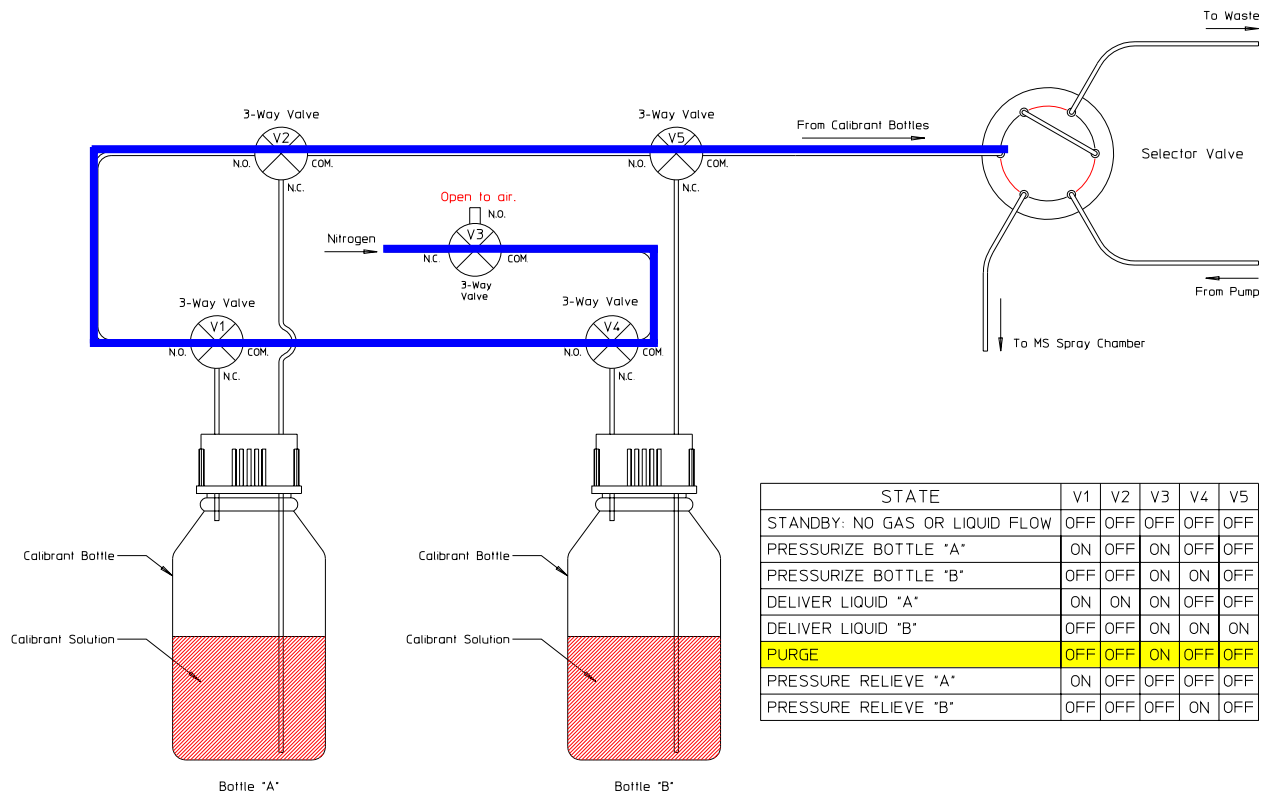 To Waste
3-Way Valve
V2
N.O.
COM.
N.C.
3-Way Valve
V5
N.O.
COM.
N.C.
From Calibrant Bottles
Selector Valve
Open to air.
N.O.
Nitrogen
V3
N.C.
COM.
3-Way
Valve
From Pump
3-Way Valve
V1
N.O.
COM.
N.C.
3-Way Valve
V4
N.O.
COM.
N.C.
To MS Spray Chamber
Calibrant Bottle
Calibrant Solution
Bottle "A"
Calibrant Bottle
Calibrant Solution
Bottle "B"
STATE V1 V2 V3 V4 V5
STANDBY: NO GAS OR LIQUID FLOW OFF OFF OFF OFF OFF
PRESSURIZE BOTTLE "A" ON OFF ON OFF OFF
PRESSURIZE BOTTLE "B" OFF OFF ON ON OFF
DELIVER LIQUID "A" ON ON ON OFF OFF
DELIVER LIQUID "B" OFF OFF ON ON ON
PURGE OFF OFF ON OFF OFF
PRESSURE RELIEVE "A" ON OFF OFF OFF OFF
PRESSURE RELIEVE "B" OFF OFF OFF ON OFF